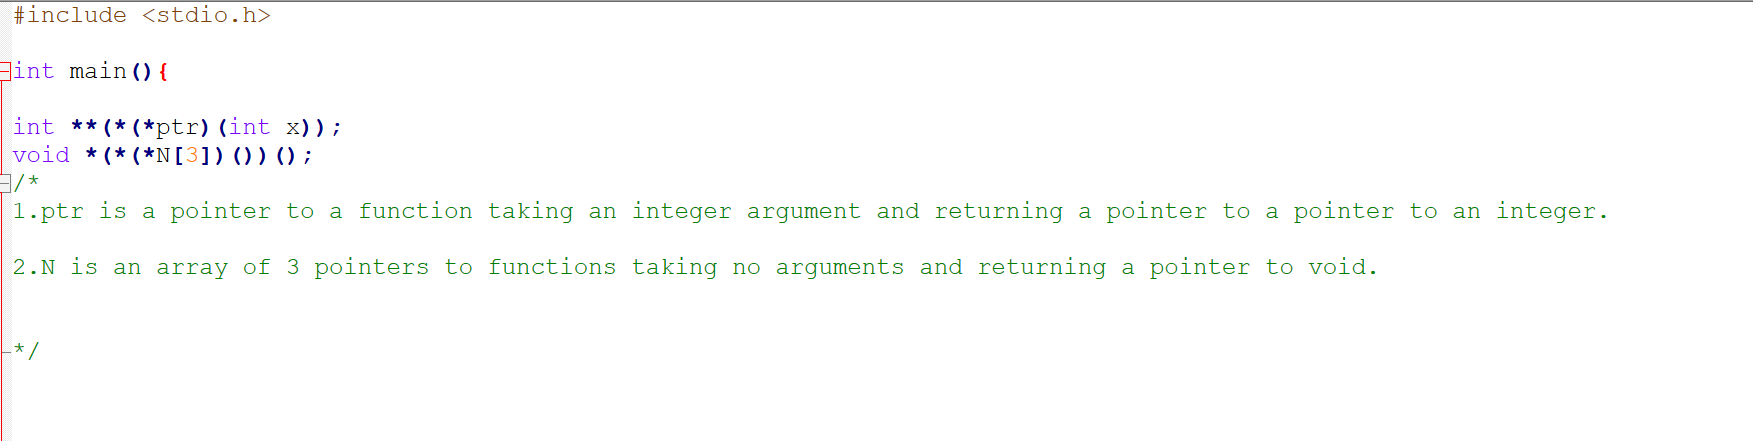 #include <stdio.h>
int main(){
int **(*(*ptr)(int x));
void *(*(*N[3])())();
/*
1.ptr is a pointer to a function taking an integer argument and returning a pointer to a pointer to an integer.
2.N is an array of 3 pointers to functions taking no arguments and returning a pointer to void.
*/